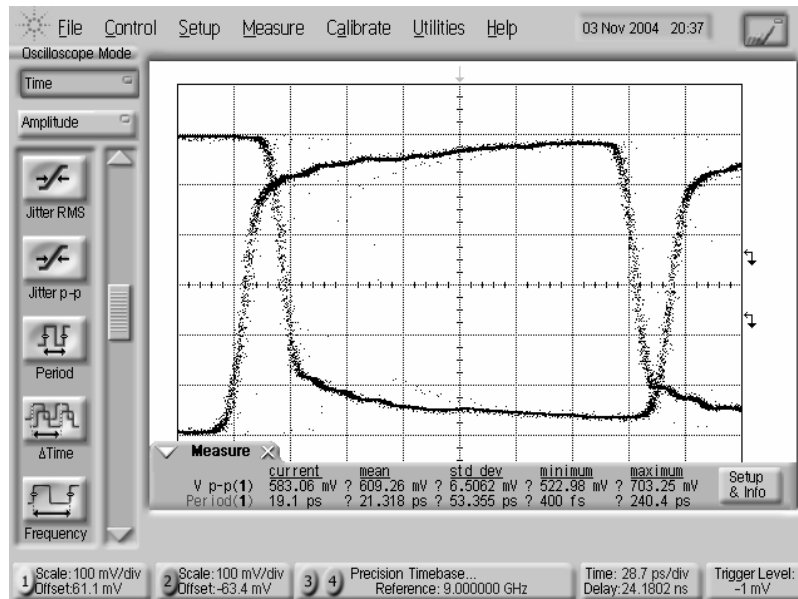 File Control Setup Measure Calibrate Utilities Help 03 Nov 2004 20:37
Oscilloscope Mode
Time
Amplitude
Jitter RMS
Jitter p-p
Period
ΔTime
Frequency
Measure
current mean std dev minimum maximum
V p-p(1) 583.06 mV ? 609.26 mV ? 6.5062 mV ? 522.98 mV ? 703.25 mV
Period(1) 19.1 ps ? 21.318 ps ? 53.355 ps ? 400 fs ? 240.4 ps
Setup & Info
1 Scale: 100 mV/div Offset:61.1 mV
2 Scale: 100 mV/div Offset:-63.4 mV
3 4 Precision Timebase... Reference: 9.000000 GHz
Time: 28.7 ps/div Delay:24.1802 ns
Trigger Level: -1 mV